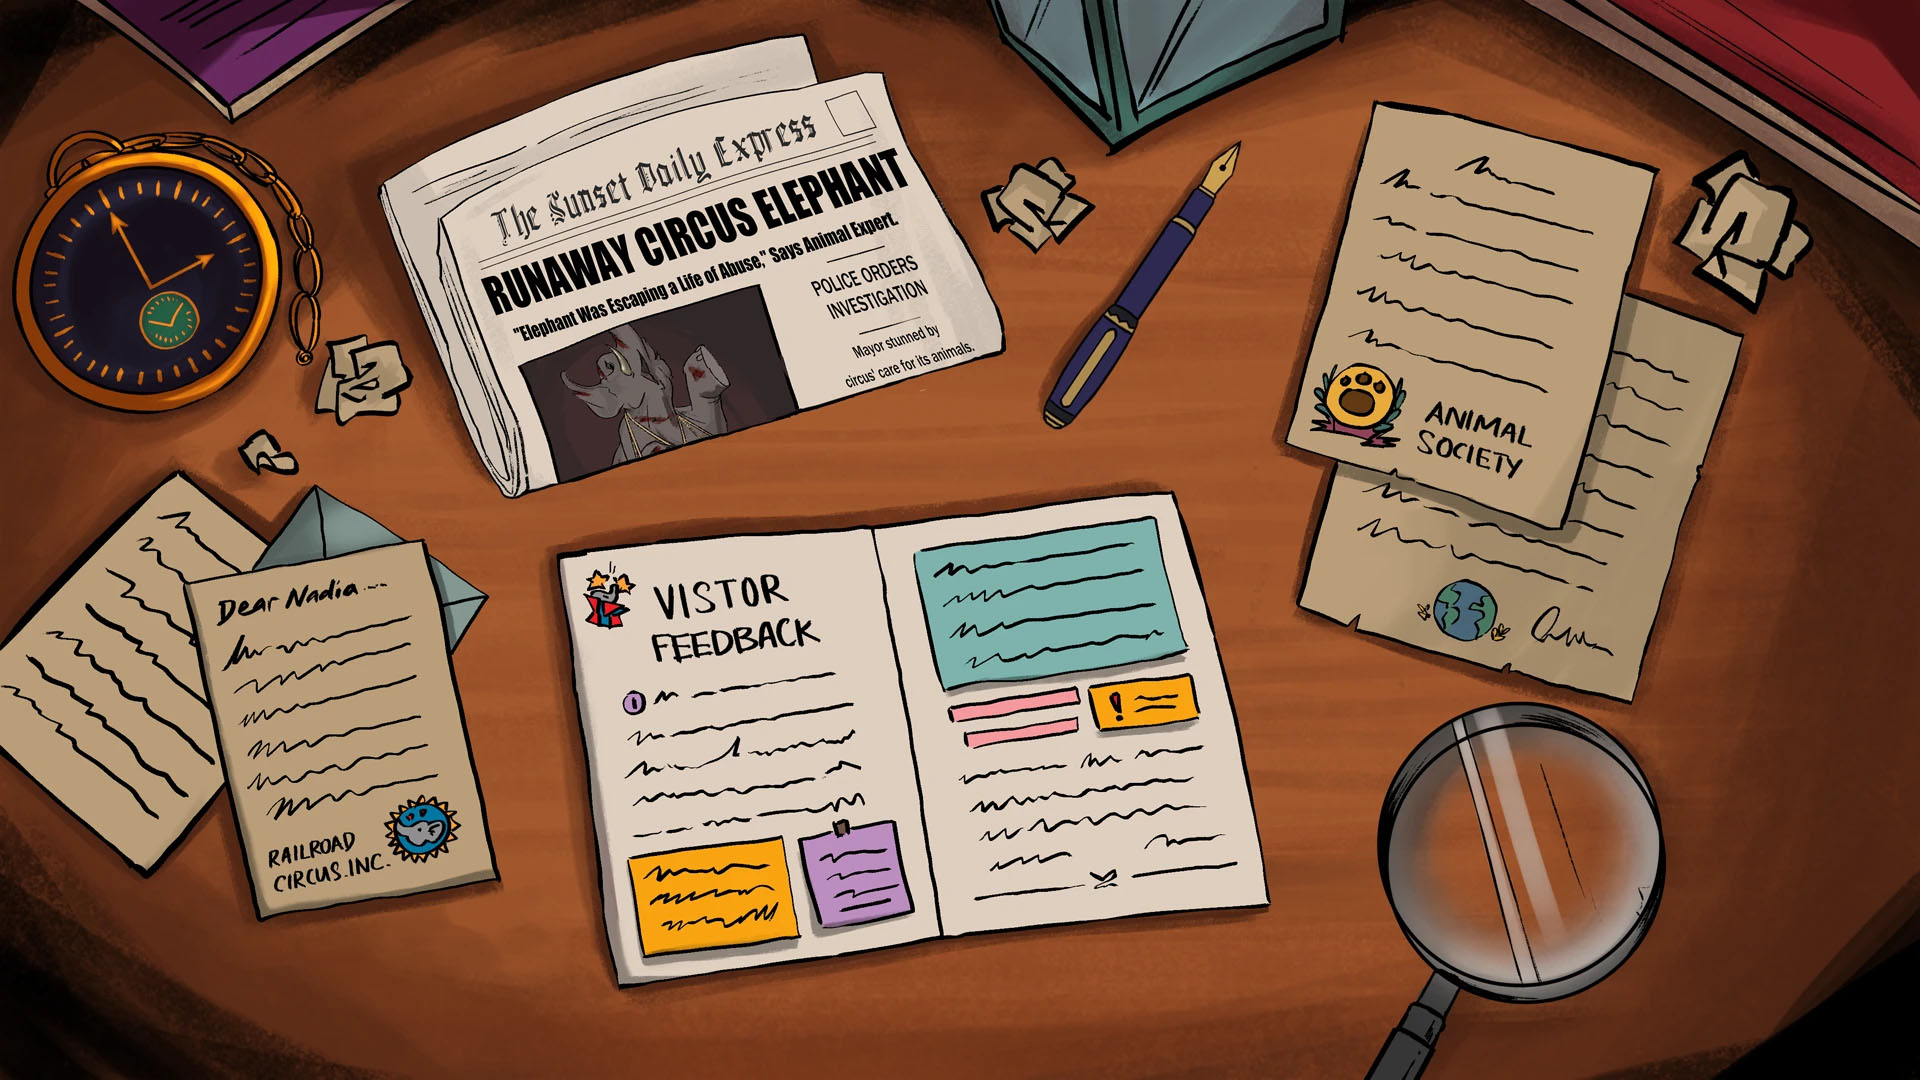 The Sunset Daily Express
RUNAWAY CIRCUS ELEPHANT
"Elephant Was Escaping a Life of Abuse," Says Animal Expert.
POLICE ORDERS
INVESTIGATION
Mayor stunned by
circus' care for its animals.
ANIMAL
SOCIETY
Dear Nadia.....
RAILROAD
CIRCUS.INC.
VISTOR
FEEDBACK
!